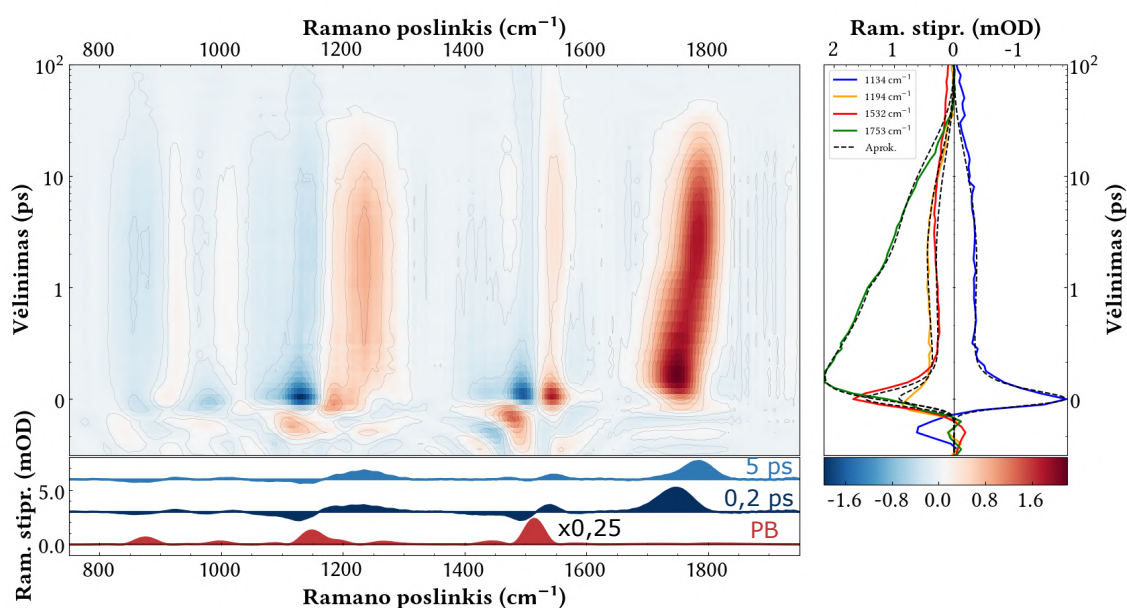 Ramano poslinkis (cm⁻¹)
800 1000 1200 1400 1600 1800
Vėlinimas (ps)
10²
10
1
0
Ram. stipr. (mOD)
2 1 0 -1
1134 cm⁻¹
1194 cm⁻¹
1532 cm⁻¹
1753 cm⁻¹
Aprok.
10²
10
1
0
Vėlinimas (ps)
-1.6 -0.8 0.0 0.8 1.6
Ram. stipr. (mOD)
5.0
0.0
5 ps
0,2 ps
x0,25 PB
800 1000 1200 1400 1600 1800
Ramano poslinkis (cm⁻¹)